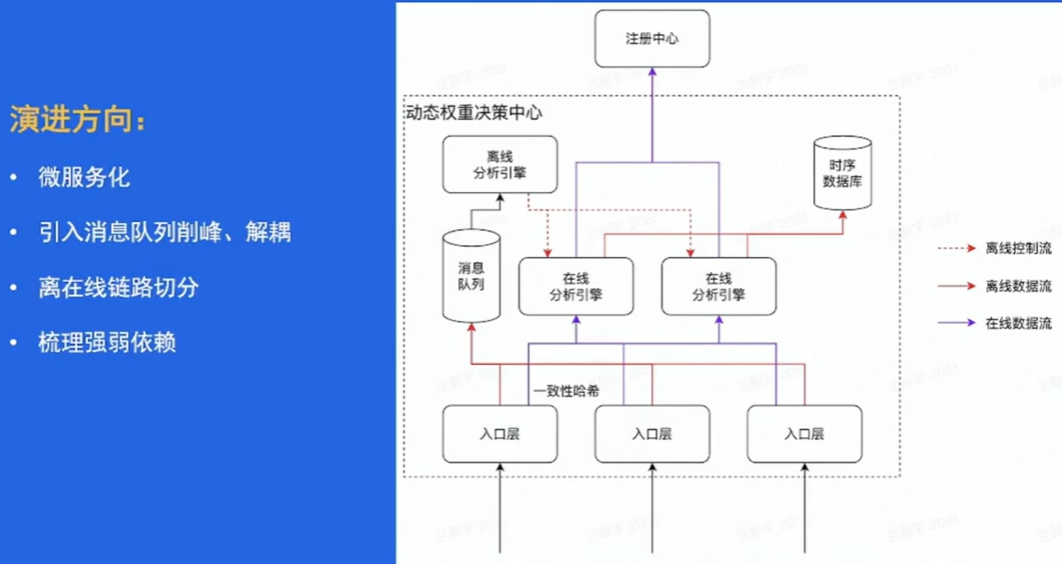 演进方向：
• 微服务化
• 引入消息队列削峰、解耦
• 离在线链路切分
• 梳理强弱依赖
注册中心
动态权重决策中心
离线
分析引擎
时序
数据库
消息
队列
在线
分析引擎
在线
分析引擎
离线控制流
离线数据流
在线数据流
一致性哈希
入口层
入口层
入口层